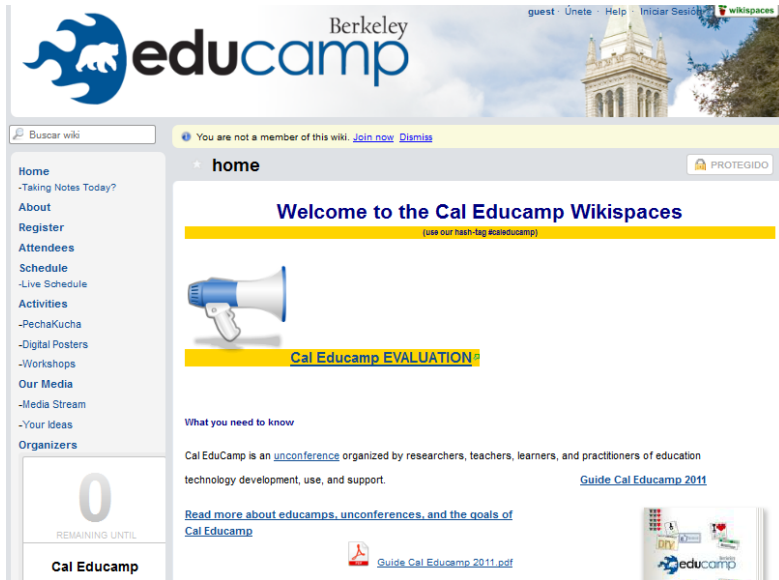 Berkeley
educamp
guest · Únete · Help · Iniciar Sesión
wikispaces
Buscar wiki
You are not a member of this wiki. Join now Dismiss
home
PROTEGIDO
Home
-Taking Notes Today?
About
Register
Attendees
Schedule
-Live Schedule
Activities
-PechaKucha
-Digital Posters
-Workshops
Our Media
-Media Stream
-Your Ideas
Organizers
0
REMAINING UNTIL
Cal Educamp
Welcome to the Cal Educamp Wikispaces
(use our hash-tag #caleducamp)
Cal Educamp EVALUATION
What you need to know
Cal EduCamp is an unconference organized by researchers, teachers, learners, and practitioners of education
technology development, use, and support.
Guide Cal Educamp 2011
Read more about educamps, unconferences, and the goals of
Cal Educamp
Guide Cal Educamp 2011.pdf
DIY
Berkeley
educamp